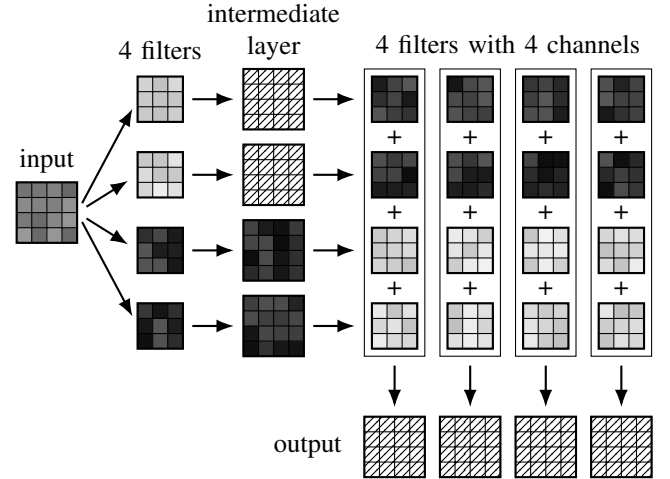 intermediate
layer
4 filters
4 filters with 4 channels
input
+ + + +
+ + + +
+ + + +
output